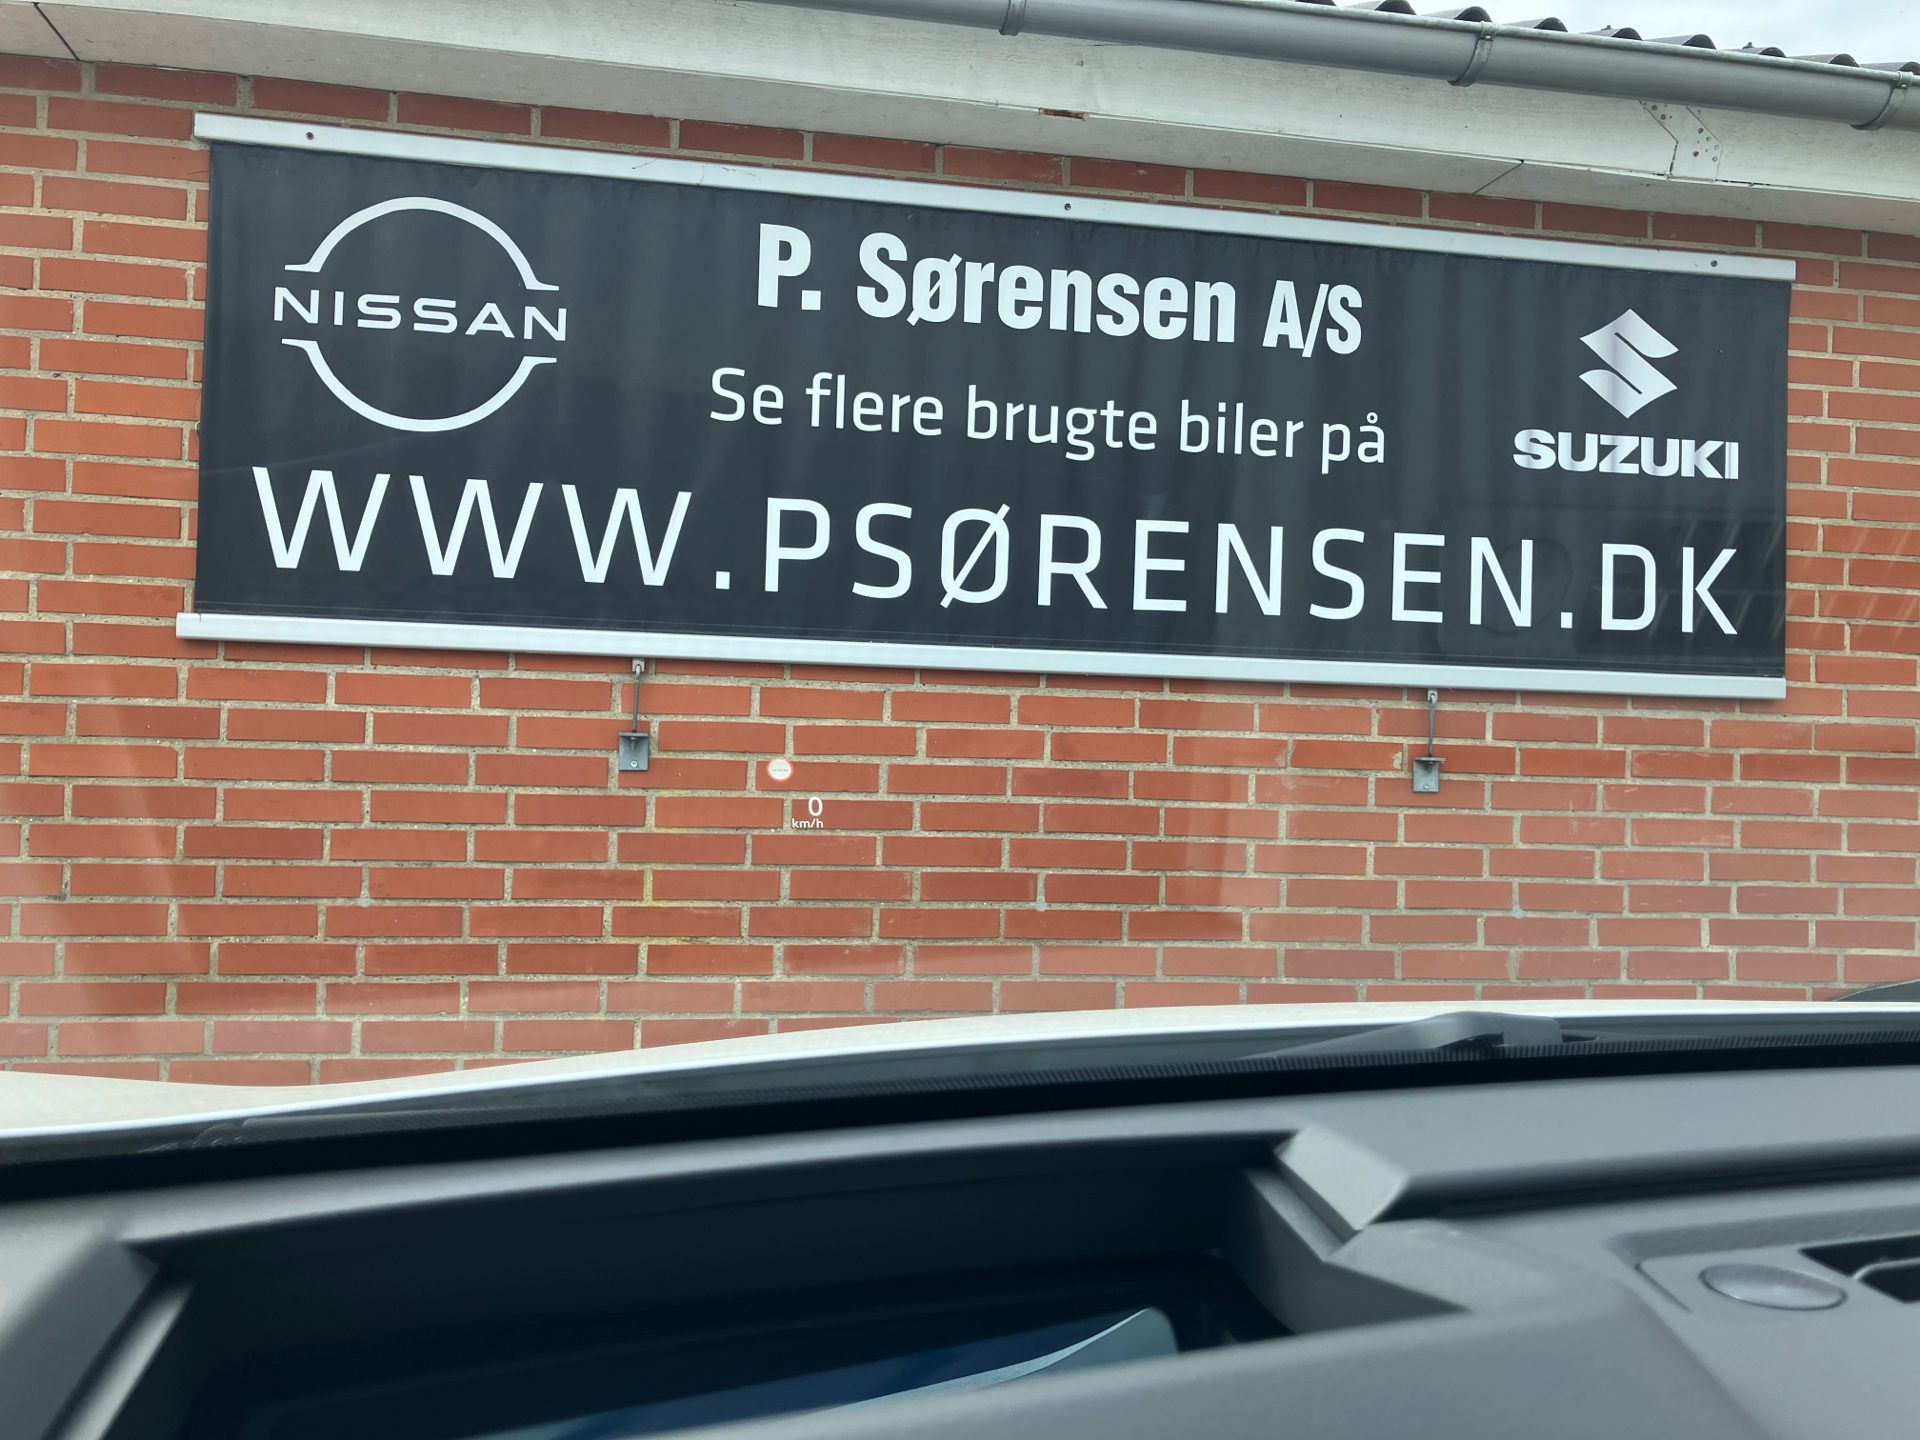 NISSAN
P. Sørensen A/S
Se flere brugte biler på
SUZUKI
WWW.PSØRENSEN.DK
0
km/h